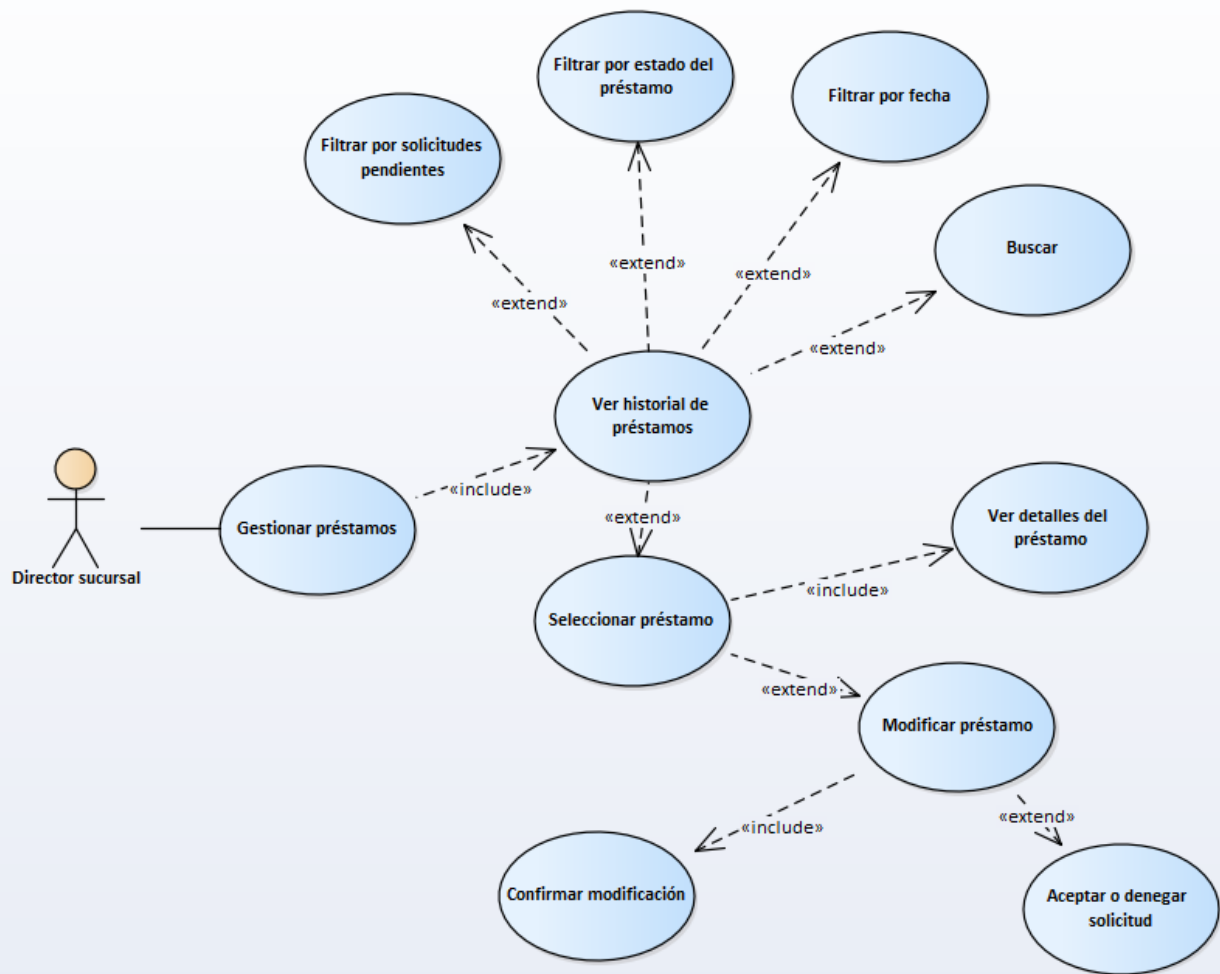 Filtrar por estado del
préstamo
Filtrar por fecha
Filtrar por solicitudes
pendientes
Buscar
«extend»
«extend»
«extend»
«extend»
Ver historial de
préstamos
«include»
Gestionar préstamos
Director sucursal
«extend»
Ver detalles del
préstamo
«include»
Seleccionar préstamo
«extend»
Modificar préstamo
«include»
«extend»
Confirmar modificación
Aceptar o denegar
solicitud